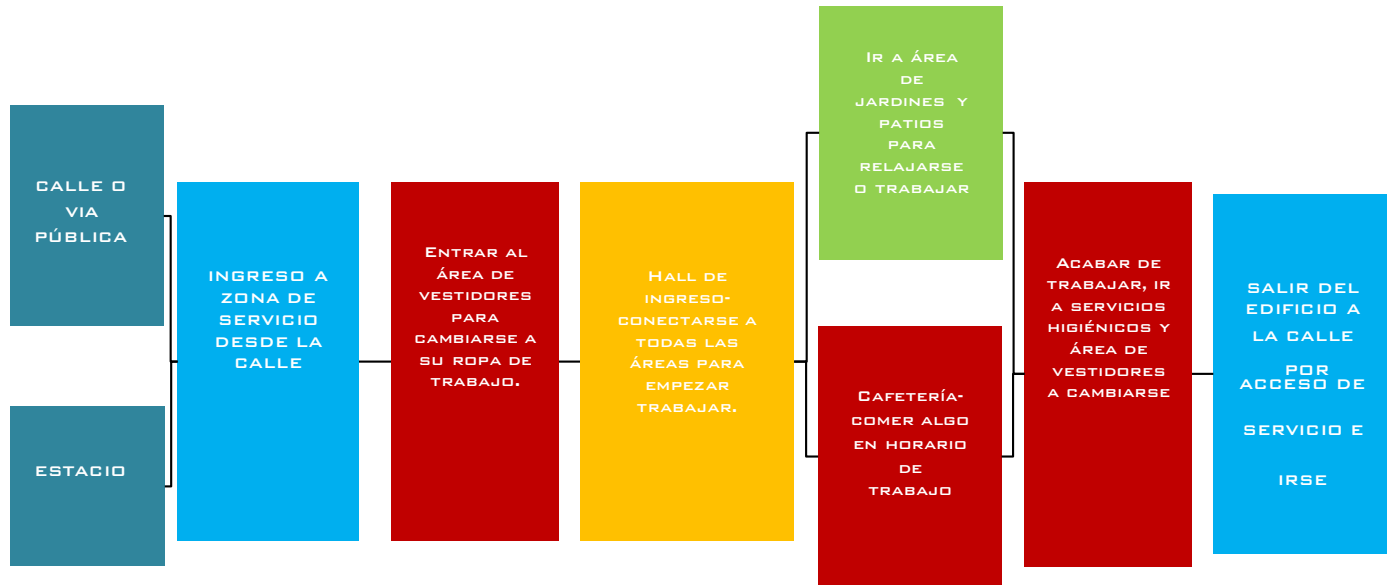 CALLE O
VIA
PÚBLICA
ESTACIO
INGRESO A
ZONA DE
SERVICIO
DESDE LA
CALLE
ENTRAR AL
ÁREA DE
VESTIDORES
PARA
CAMBIARSE A
SU ROPA DE
TRABAJO.
HALL DE
INGRESO-
CONECTARSE A
TODAS LAS
ÁREAS PARA
EMPEZAR
TRABAJAR.
IR A ÁREA
DE
JARDINES Y
PATIOS
PARA
RELAJARSE
O TRABAJAR
CAFETERÍA-
COMER ALGO
EN HORARIO
DE
TRABAJO
ACABAR DE
TRABAJAR, IR
A SERVICIOS
HIGIÉNICOS Y
ÁREA DE
VESTIDORES
A CAMBIARSE
SALIR DEL
EDIFICIO A
LA CALLE
POR
ACCESO DE
SERVICIO E
IRSE